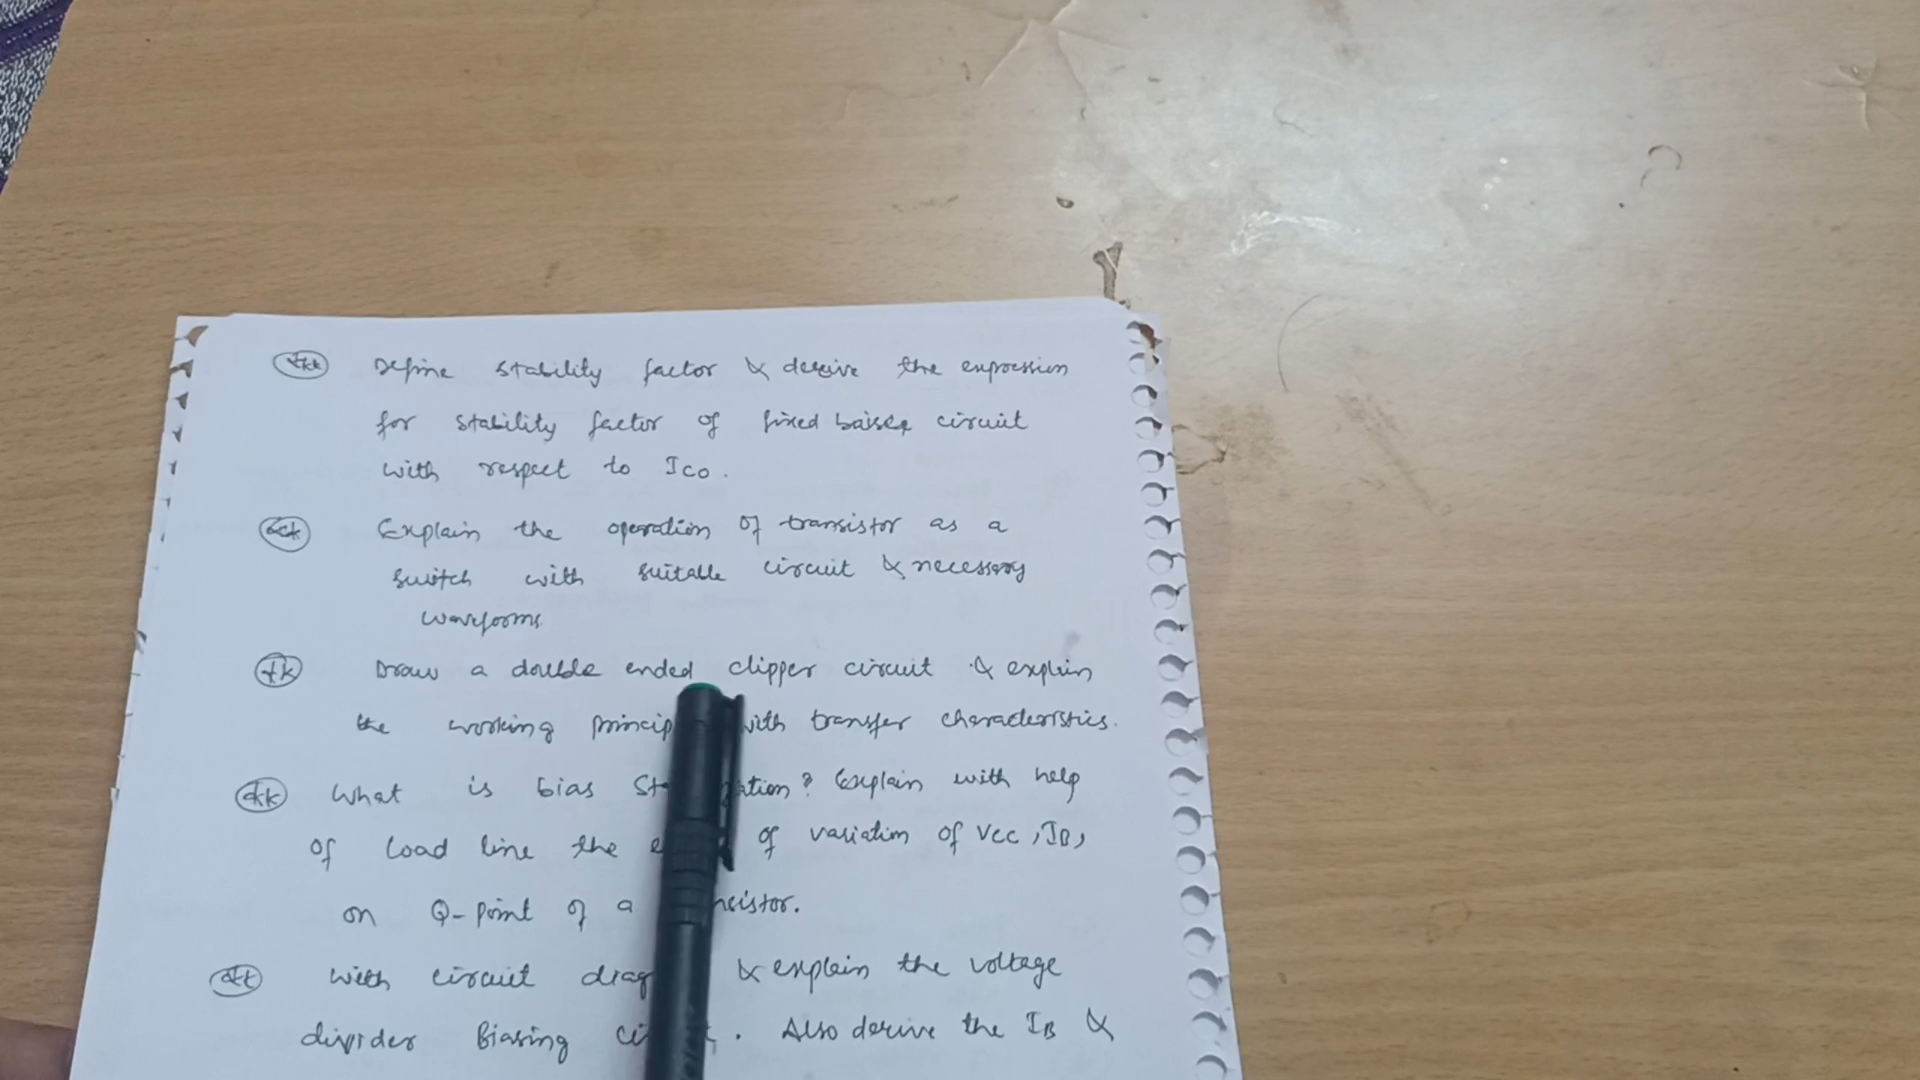 Define stability factor & derive the expression
for stability factor of fixed baised circuit
with respect to Ico.
Explain the operation of transistor as a
switch with suitable circuit & necessary
waveforms
Draw a double ended clipper circuit & explain
the working with transfer characteristics.
What is bias ? Explain with help
of load line the of variation of Vcc, IB,
on Q-point of a
With circuit & explain the voltage
divider Biasing . Also derive the IB &